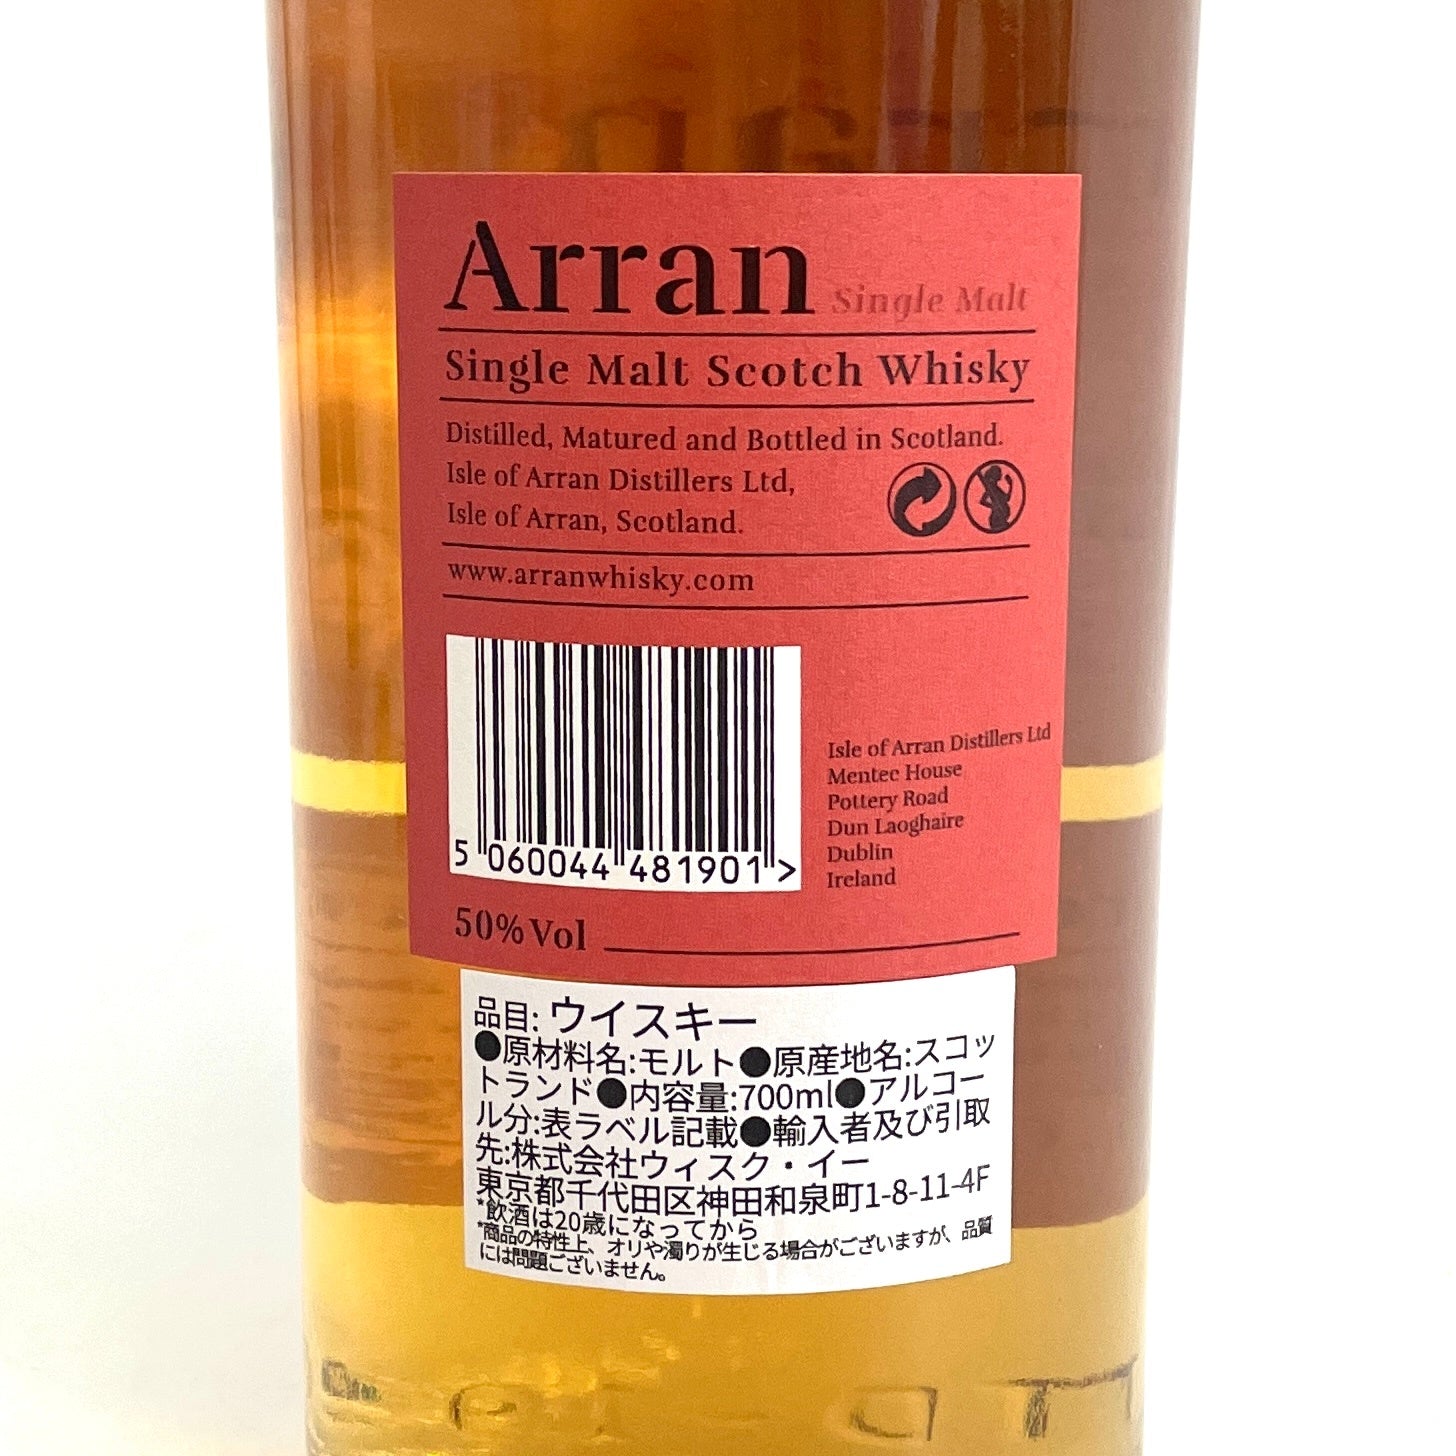 Arran Single Malt
Single Malt Scotch Whisky
Distilled, Matured and Bottled in Scotland.
Isle of Arran Distillers Ltd,
Isle of Arran, Scotland.
www.arranwhisky.com
5 060044 481901 >
Isle of Arran Distillers Ltd
Mentec House
Pottery Road
Dun Laoghaire
Dublin
Ireland
50%Vol
品目: ウイスキー
●原材料名:モルト●原産地名:スコッ
トランド●内容量:700ml●アルコー
ル分:表ラベル記載●輸入者及び引取
先:株式会社ウィスク・イー
東京都千代田区神田和泉町1-8-11-4F
*飲酒は20歳になってから
*商品の特性上、オリや濁りが生じる場合がございますが、品質
には問題ございません。